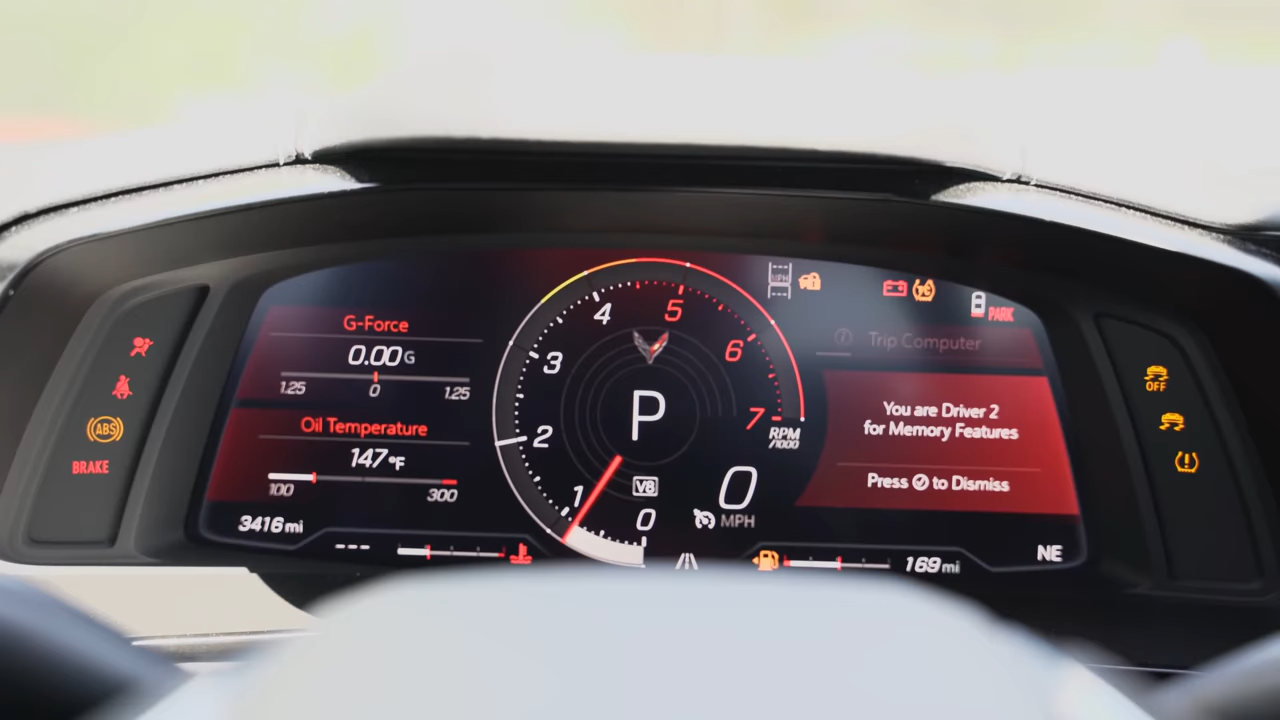 G-Force
0.00G
1.25 0 1.25
Oil Temperature
147°F
100 300
3416 mi
ABS
BRAKE
0
1
2
3
4
5
6
7
RPM
/1000
P
V8
0
MPH
MPH
PARK
Trip Computer
You are Driver 2
for Memory Features
Press to Dismiss
---
169 mi
NE
OFF